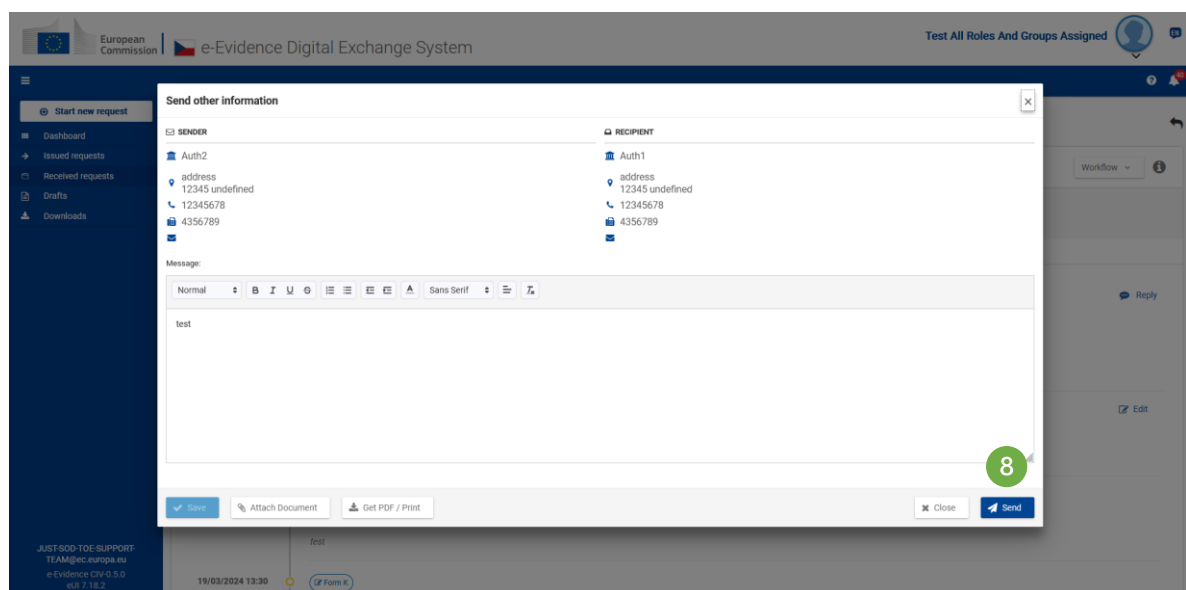 European
Commission
e-Evidence Digital Exchange System
Test All Roles And Groups Assigned
EN
Start new request
Dashboard
Issued requests
Received requests
Drafts
Downloads
Workflow
Send other information
×
SENDER
Auth2
address
12345 undefined
12345678
4356789
RECIPIENT
Auth1
address
12345 undefined
12345678
4356789
Message:
Normal B I U S A Sans Serif
test
Reply
Edit
8
Save Attach Document Get PDF / Print Close Send
test
19/03/2024 13:30 Form K
JUST-SOD-TOE-SUPPORT-
TEAM@ec.europa.eu
e-Evidence CIV-0.5.0
eUI 7.18.2